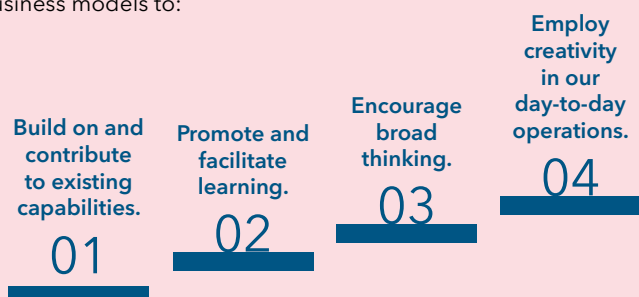 usiness models to:
Build on and
contribute
to existing
capabilities.
01
Promote and
facilitate
learning.
02
Encourage
broad
thinking.
03
Employ
creativity
in our
day-to-day
operations.
04